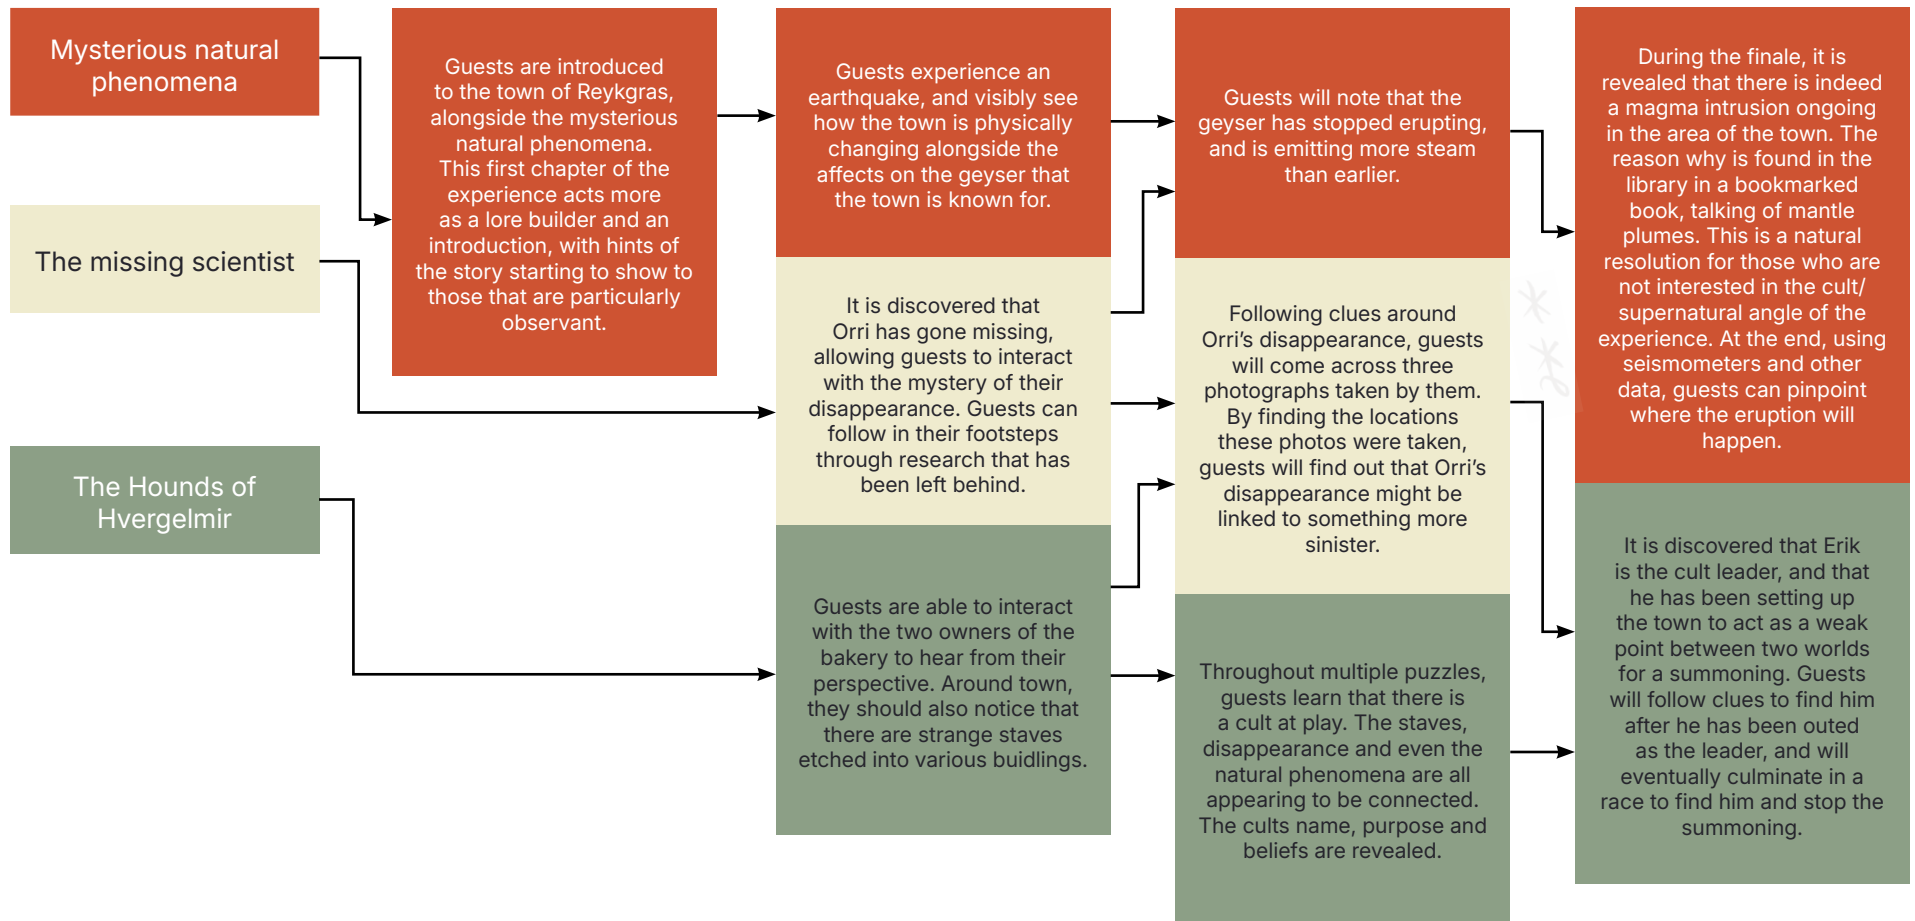 Mysterious natural
phenomena
The missing scientist
The Hounds of
Hvergelmir
Guests are introduced
to the town of Reykgras,
alongside the mysterious
natural phenomena.
This first chapter of the
experience acts more
as a lore builder and an
introduction, with hints of
the story starting to show to
those that are particularly
observant.
Guests experience an
earthquake, and visibly see
how the town is physically
changing alongside the
affects on the geyser that
the town is known for.
It is discovered that
Orri has gone missing,
allowing guests to interact
with the mystery of their
disappearance. Guests can
follow in their footsteps
through research that has
been left behind.
Guests are able to interact
with the two owners of the
bakery to hear from their
perspective. Around town,
they should also notice that
there are strange staves
etched into various buidlings.
Guests will note that the
geyser has stopped erupting,
and is emitting more steam
than earlier.
Following clues around
Orri’s disappearance, guests
will come across three
photographs taken by them.
By finding the locations
these photos were taken,
guests will find out that Orri’s
disappearance might be
linked to something more
sinister.
Throughout multiple puzzles,
guests learn that there is
a cult at play. The staves,
disappearance and even the
natural phenomena are all
appearing to be connected.
The cults name, purpose and
beliefs are revealed.
During the finale, it is
revealed that there is indeed
a magma intrusion ongoing
in the area of the town. The
reason why is found in the
library in a bookmarked
book, talking of mantle
plumes. This is a natural
resolution for those who are
not interested in the cult/
supernatural angle of the
experience. At the end, using
seismometers and other
data, guests can pinpoint
where the eruption will
happen.
It is discovered that Erik
is the cult leader, and that
he has been setting up
the town to act as a weak
point between two worlds
for a summoning. Guests
will follow clues to find him
after he has been outed
as the leader, and will
eventually culminate in a
race to find him and stop the
summoning.